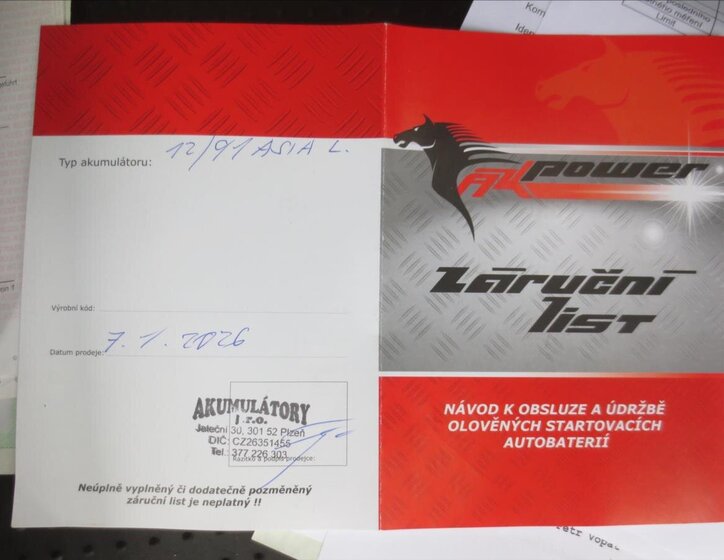 Typ akumulátoru: 12/91 ASIA L.
Výrobní kód:
Datum prodeje: 7.1.2026
AKUMULÁTORY
s.r.o.
Jateční 30, 301 52 Plzeň
DIČ: CZ26351455
Tel.: 377 226 303
Razítko a podpis prodejce:
Neúplně vyplněný či dodatečně pozměněný
záruční list je neplatný !!
AKpower
Záruční
list
NÁVOD K OBSLUZE A ÚDRŽBĚ
OLOVĚNÝCH STARTOVACÍCH
AUTOBATERIÍ
Limit